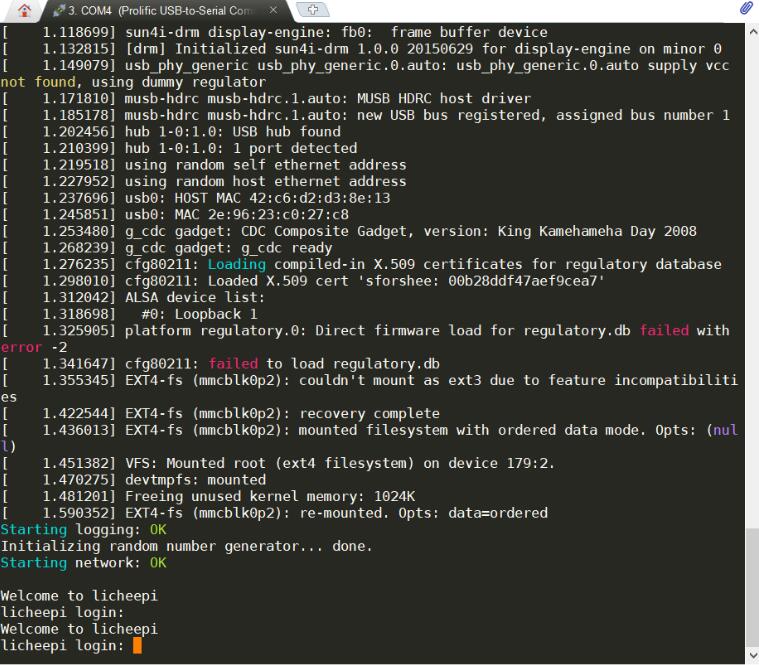 3. COM4  (Prolific USB-to-Serial Com
[    1.118699] sun4i-drm display-engine: fb0:  frame buffer device
[    1.132815] [drm] Initialized sun4i-drm 1.0.0 20150629 for display-engine on minor 0
[    1.149079] usb_phy_generic usb_phy_generic.0.auto: usb_phy_generic.0.auto supply vcc
not found, using dummy regulator
[    1.171810] musb-hdrc musb-hdrc.1.auto: MUSB HDRC host driver
[    1.185178] musb-hdrc musb-hdrc.1.auto: new USB bus registered, assigned bus number 1
[    1.202456] hub 1-0:1.0: USB hub found
[    1.210399] hub 1-0:1.0: 1 port detected
[    1.219518] using random self ethernet address
[    1.227952] using random host ethernet address
[    1.237696] usb0: HOST MAC 42:c6:d2:d3:8e:13
[    1.245851] usb0: MAC 2e:96:23:c0:27:c8
[    1.253480] g_cdc gadget: CDC Composite Gadget, version: King Kamehameha Day 2008
[    1.268239] g_cdc gadget: g_cdc ready
[    1.276235] cfg80211: Loading compiled-in X.509 certificates for regulatory database
[    1.298010] cfg80211: Loaded X.509 cert 'sforshee: 00b28ddf47aef9cea7'
[    1.312042] ALSA device list:
[    1.318698]   #0: Loopback 1
[    1.325905] platform regulatory.0: Direct firmware load for regulatory.db failed with
error -2
[    1.341647] cfg80211: failed to load regulatory.db
[    1.355345] EXT4-fs (mmcblk0p2): couldn't mount as ext3 due to feature incompatibiliti
es
[    1.422544] EXT4-fs (mmcblk0p2): recovery complete
[    1.436013] EXT4-fs (mmcblk0p2): mounted filesystem with ordered data mode. Opts: (nul
l)
[    1.451382] VFS: Mounted root (ext4 filesystem) on device 179:2.
[    1.470275] devtmpfs: mounted
[    1.481201] Freeing unused kernel memory: 1024K
[    1.590352] EXT4-fs (mmcblk0p2): re-mounted. Opts: data=ordered
Starting logging: OK
Initializing random number generator... done.
Starting network: OK
Welcome to licheepi
licheepi login:
Welcome to licheepi
licheepi login: